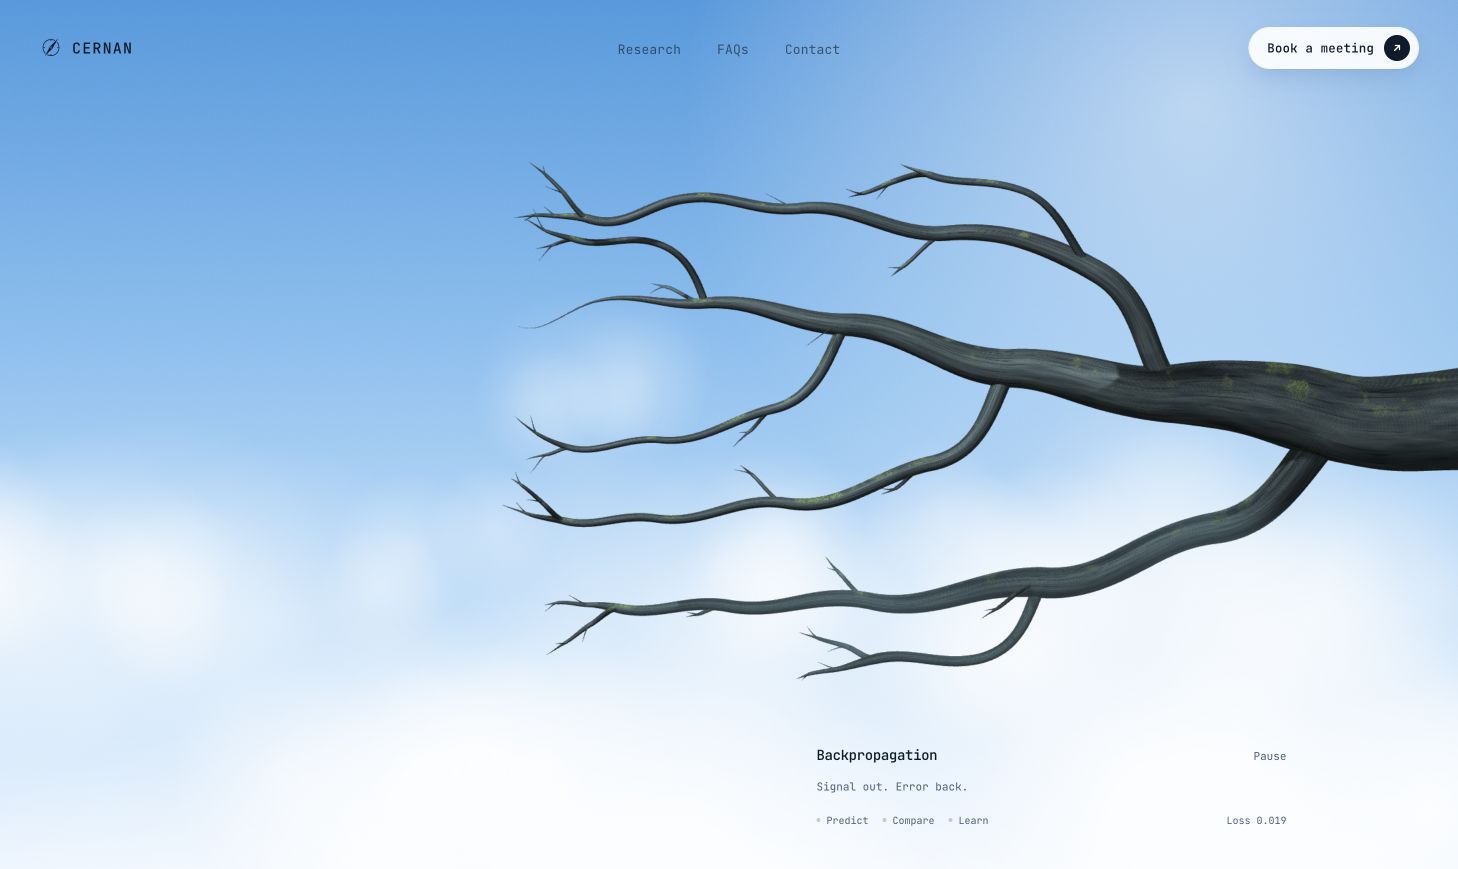 CERNAN
Research
FAQs
Contact
Book a meeting
Backpropagation
Pause
Signal out. Error back.
Predict
Compare
Learn
Loss 0.019